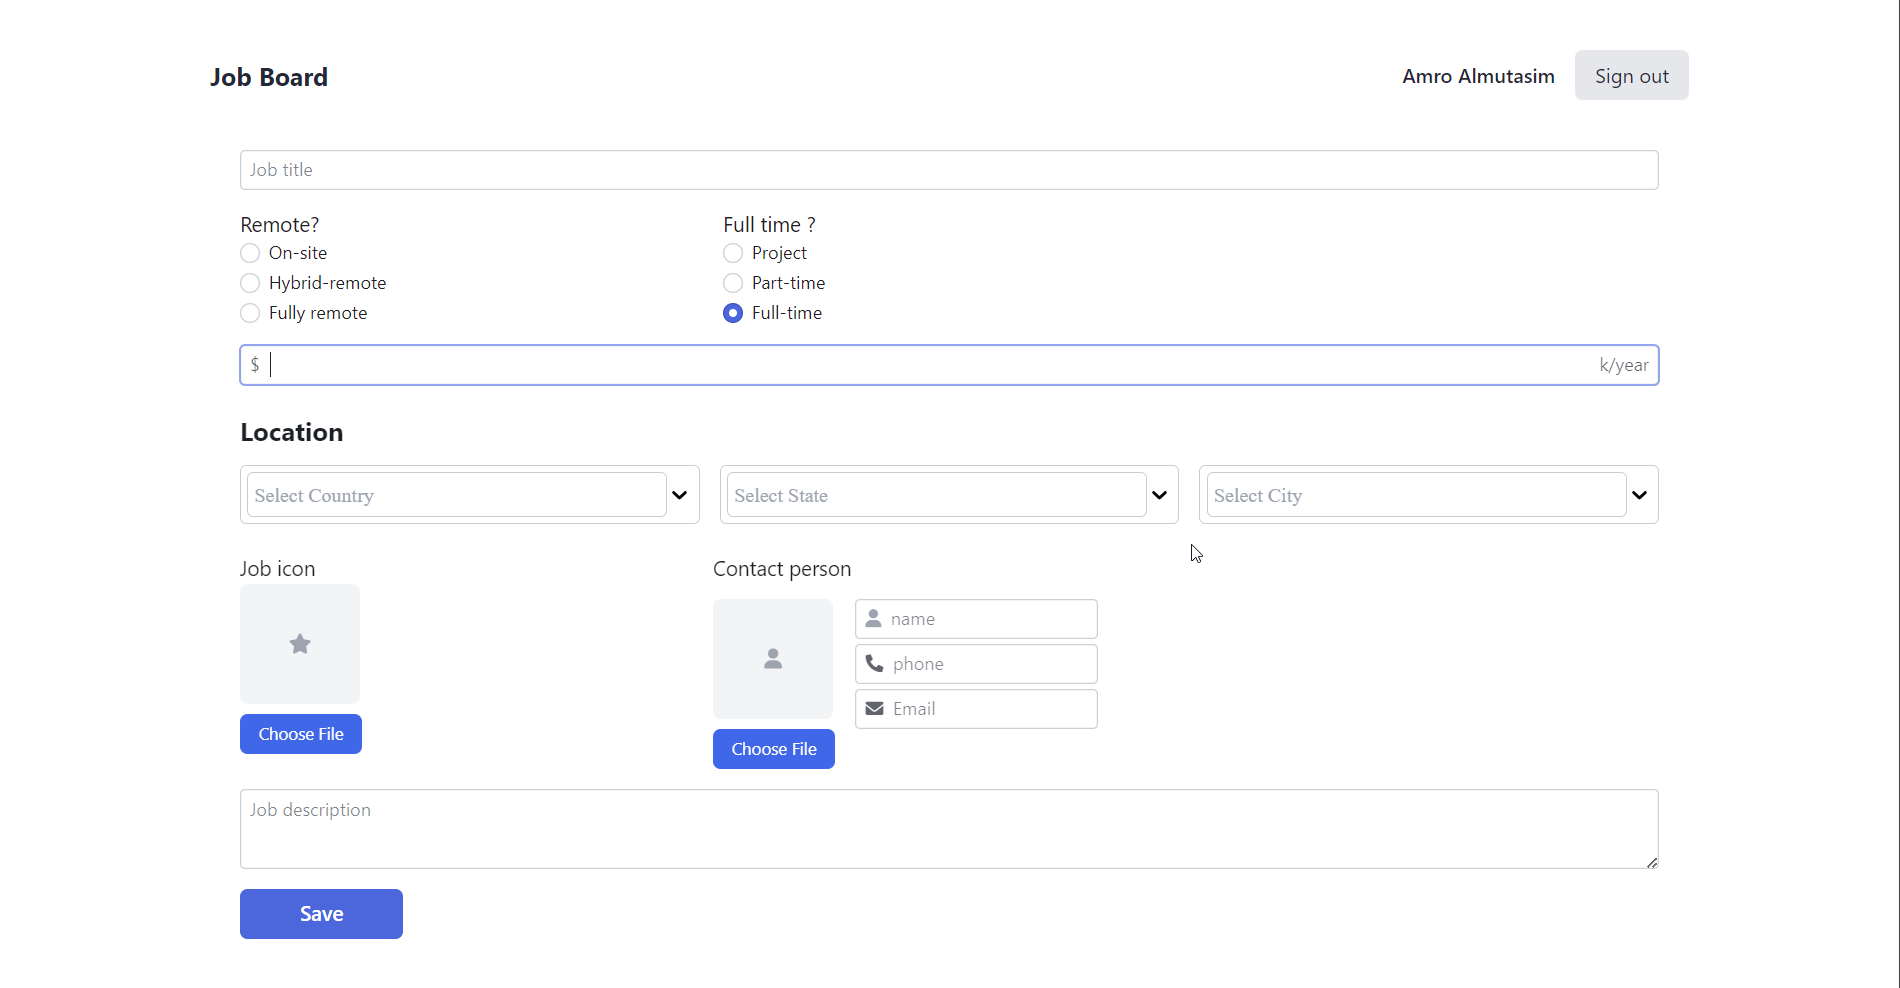 Job Board
Amro Almutasim
Sign out
Job title
Remote?
On-site
Hybrid-remote
Fully remote
Full time ?
Project
Part-time
Full-time
$
k/year
Location
Select Country
Select State
Select City
Job icon
Choose File
Contact person
name
phone
Email
Choose File
Job description
Save